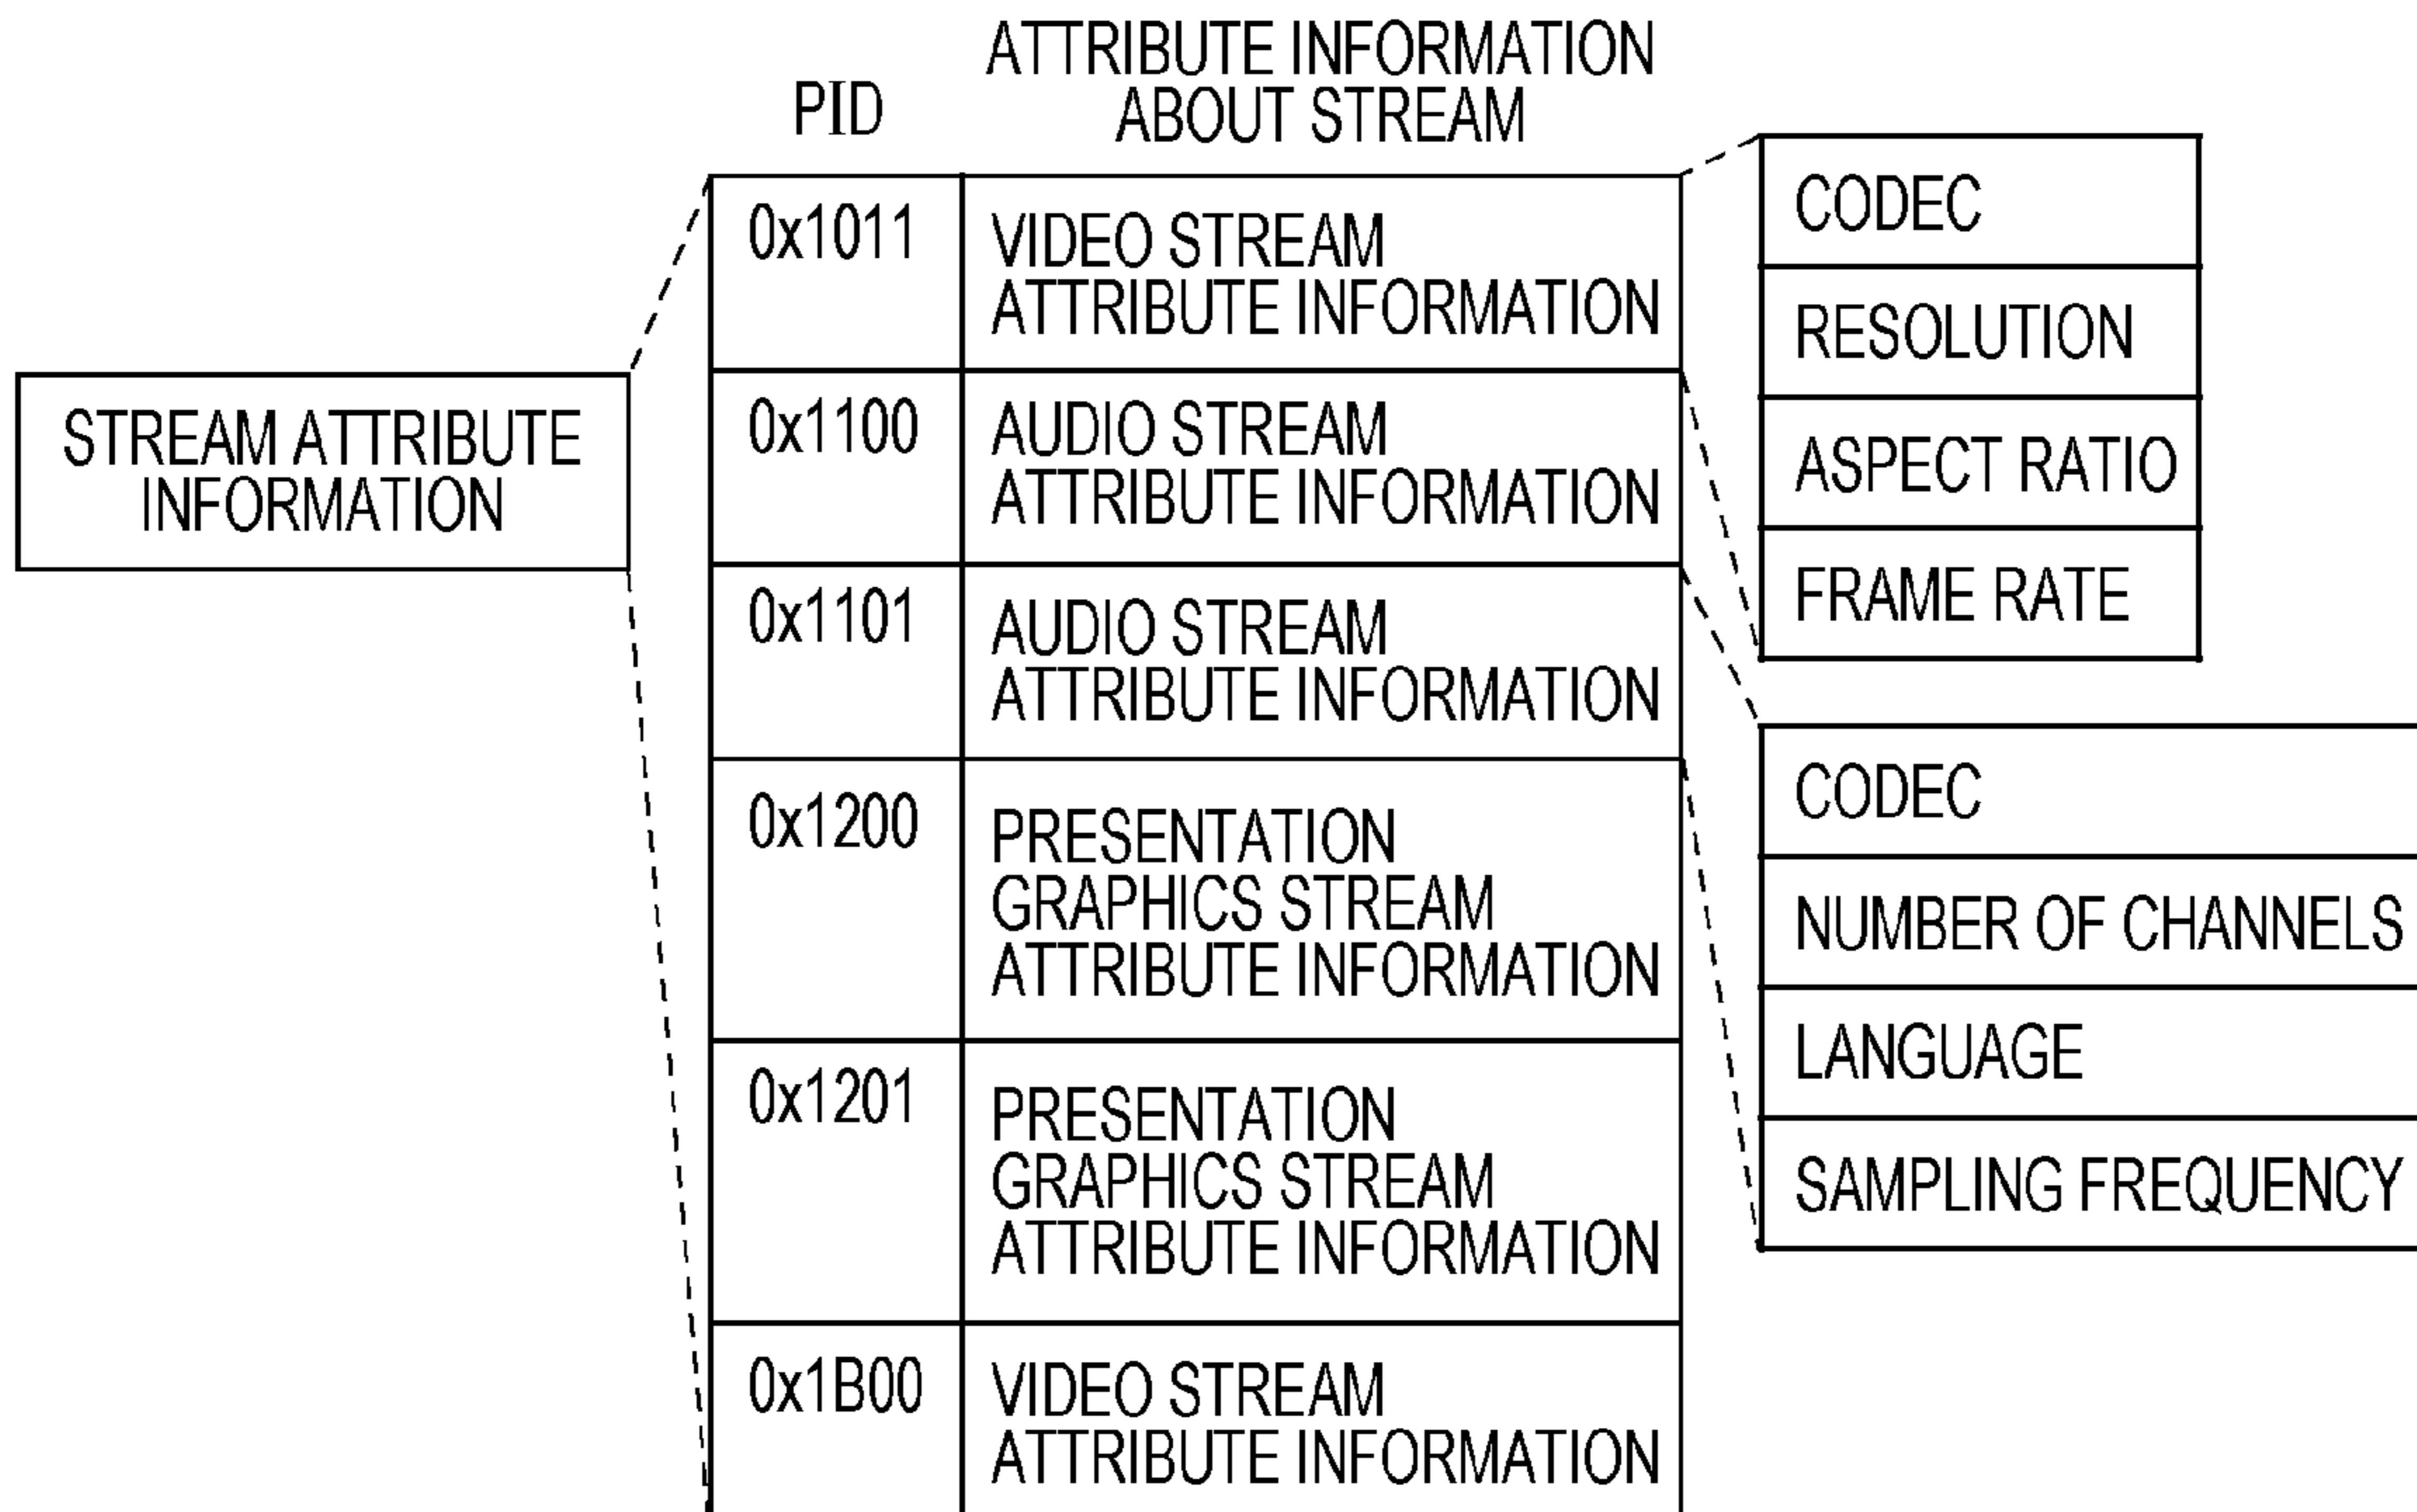 PID
ATTRIBUTE INFORMATION
ABOUT STREAM
STREAM ATTRIBUTE
INFORMATION
0x1011
VIDEO STREAM
ATTRIBUTE INFORMATION
0x1100
AUDIO STREAM
ATTRIBUTE INFORMATION
0x1101
AUDIO STREAM
ATTRIBUTE INFORMATION
0x1200
PRESENTATION
GRAPHICS STREAM
ATTRIBUTE INFORMATION
0x1201
PRESENTATION
GRAPHICS STREAM
ATTRIBUTE INFORMATION
0x1B00
VIDEO STREAM
ATTRIBUTE INFORMATION
CODEC
RESOLUTION
ASPECT RATIO
FRAME RATE
CODEC
NUMBER OF CHANNELS
LANGUAGE
SAMPLING FREQUENCY